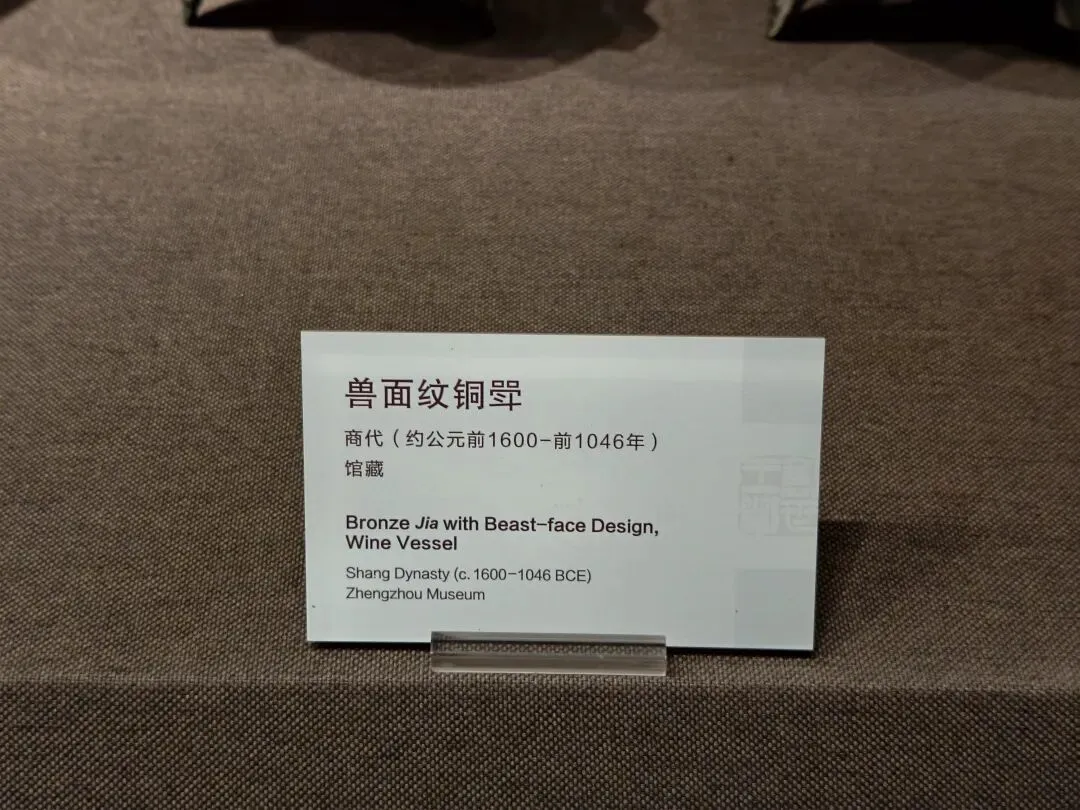 兽面纹铜斝
商代（约公元前1600-前1046年）
馆藏
Bronze Jia with Beast-face Design,
Wine Vessel
Shang Dynasty (c. 1600-1046 BCE)
Zhengzhou Museum